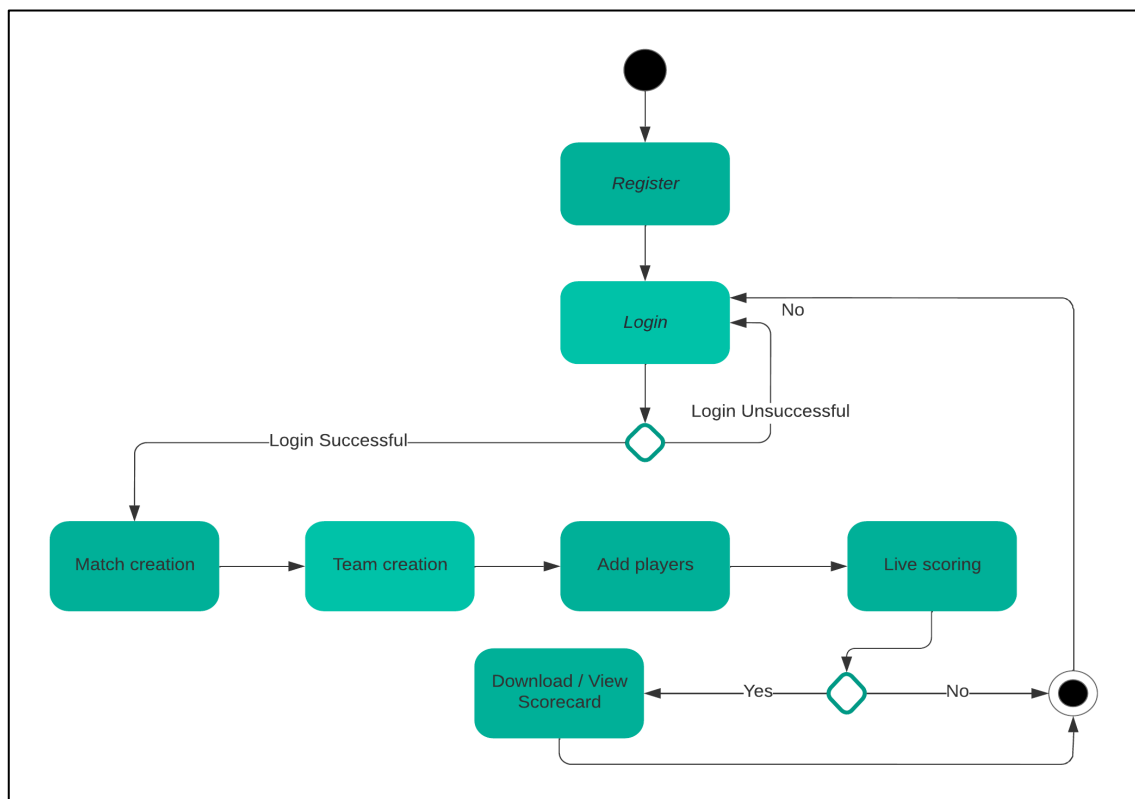 Register
Login
No
Login Unsuccessful
Login Successful
Match creation
Team creation
Add players
Live scoring
Download / View
Scorecard
Yes
No